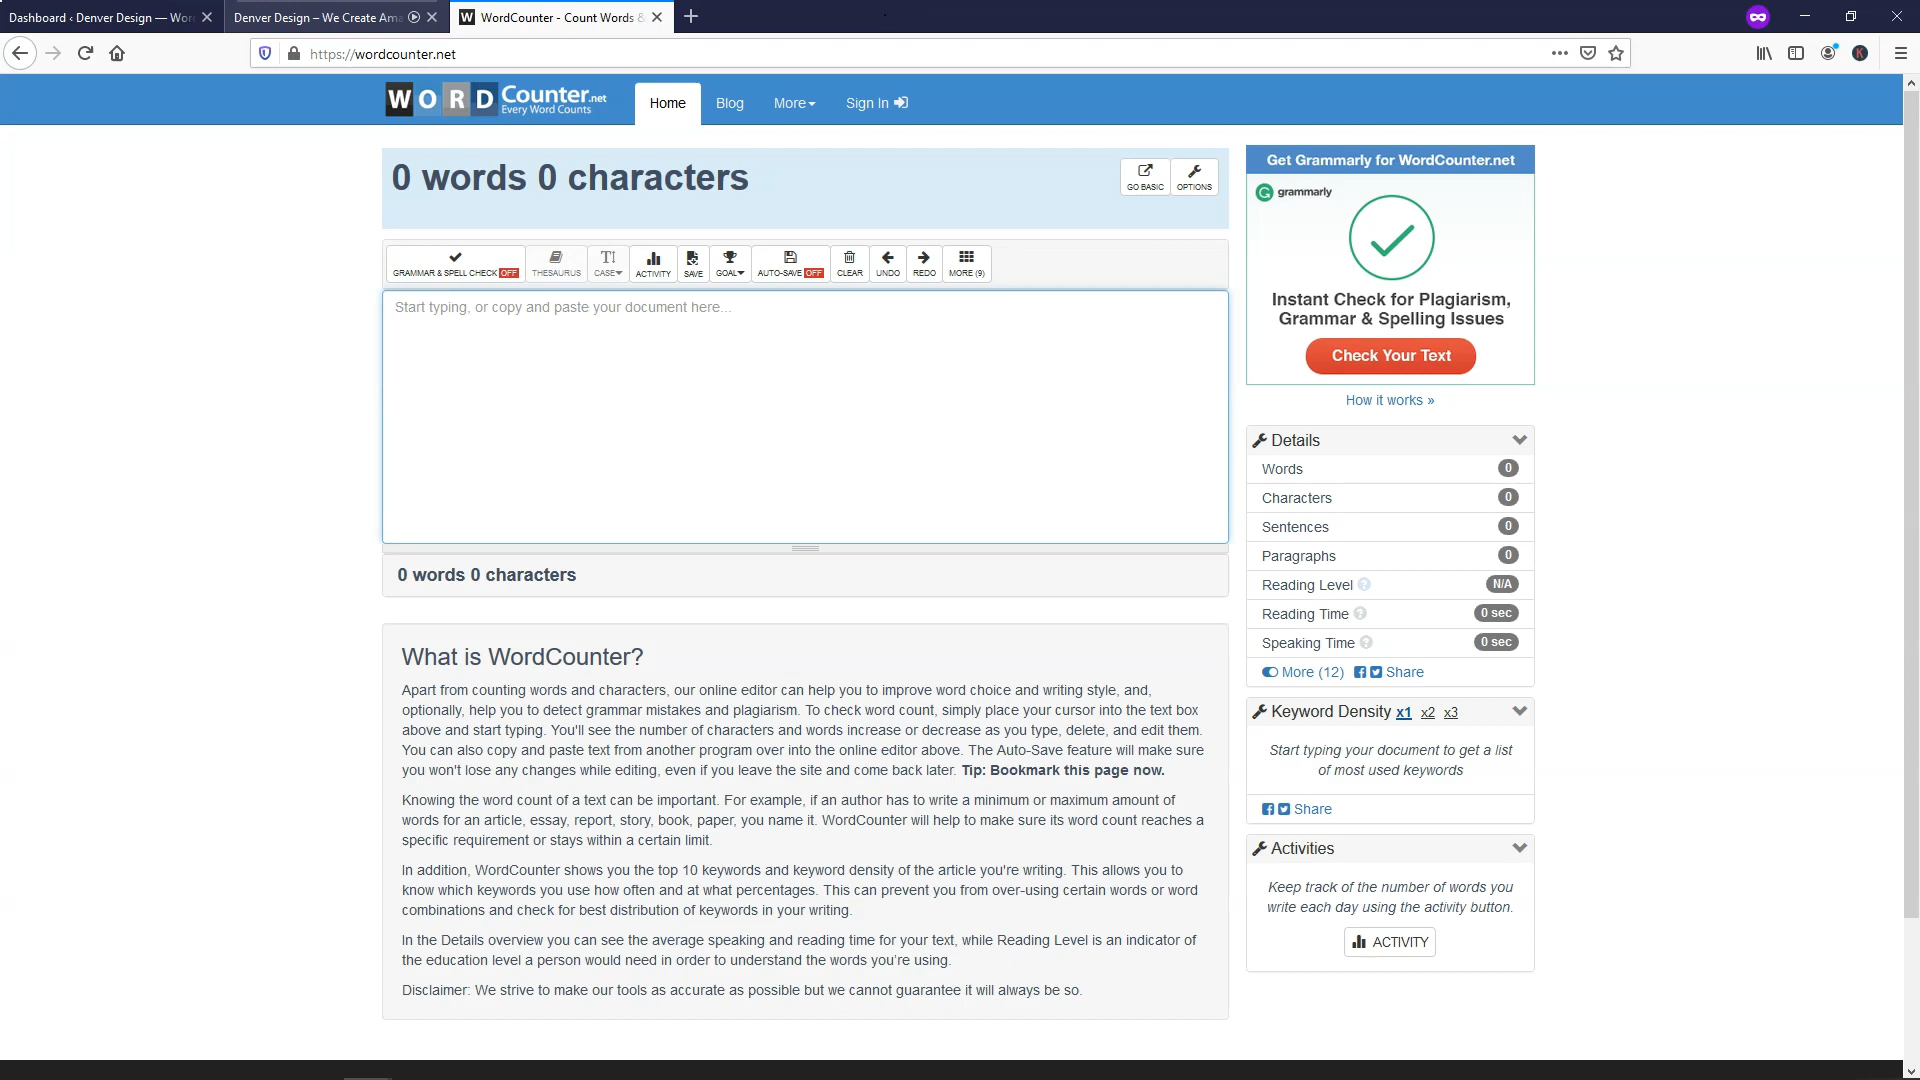 Dashboard ‹ Denver Design — Wor
Denver Design – We Create Ama
W WordCounter - Count Words &
https://wordcounter.net
WORD Counter.net
Every Word Counts
Home
Blog
More
Sign In
0 words 0 characters
GO BASIC
OPTIONS
GRAMMAR & SPELL CHECK OFF
THESAURUS
CASE
ACTIVITY
SAVE
GOAL
AUTO-SAVE OFF
CLEAR
UNDO
REDO
MORE (9)
Start typing, or copy and paste your document here...
0 words 0 characters
What is WordCounter?
Apart from counting words and characters, our online editor can help you to improve word choice and writing style, and,
optionally, help you to detect grammar mistakes and plagiarism. To check word count, simply place your cursor into the text box
above and start typing. You'll see the number of characters and words increase or decrease as you type, delete, and edit them.
You can also copy and paste text from another program over into the online editor above. The Auto-Save feature will make sure
you won't lose any changes while editing, even if you leave the site and come back later. Tip: Bookmark this page now.
Knowing the word count of a text can be important. For example, if an author has to write a minimum or maximum amount of
words for an article, essay, report, story, book, paper, you name it. WordCounter will help to make sure its word count reaches a
specific requirement or stays within a certain limit.
In addition, WordCounter shows you the top 10 keywords and keyword density of the article you're writing. This allows you to
know which keywords you use how often and at what percentages. This can prevent you from over-using certain words or word
combinations and check for best distribution of keywords in your writing.
In the Details overview you can see the average speaking and reading time for your text, while Reading Level is an indicator of
the education level a person would need in order to understand the words you're using.
Disclaimer: We strive to make our tools as accurate as possible but we cannot guarantee it will always be so.
Get Grammarly for WordCounter.net
grammarly
Instant Check for Plagiarism,
Grammar & Spelling Issues
Check Your Text
How it works »
Details
Words 0
Characters 0
Sentences 0
Paragraphs 0
Reading Level ? N/A
Reading Time ? 0 sec
Speaking Time ? 0 sec
More (12) Share
Keyword Density x1 x2 x3
Start typing your document to get a list
of most used keywords
Share
Activities
Keep track of the number of words you
write each day using the activity button.
ACTIVITY